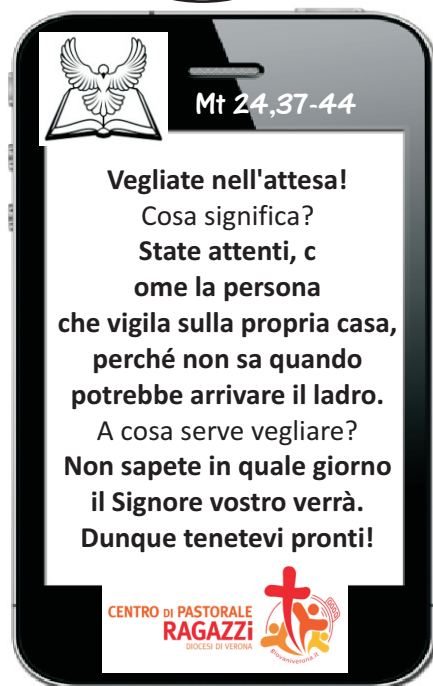 Mt 24,37-44
Vegliate nell'attesa!
Cosa significa?
State attenti, c
ome la persona
che vigila sulla propria casa,
perché non sa quando
potrebbe arrivare il ladro.
A cosa serve vegliare?
Non sapete in quale giorno
il Signore vostro verrà.
Dunque tenetevi pronti!
CENTRO DI PASTORALE
RAGAZZi
DIOCESI DI VERONA
giovaniverona.it